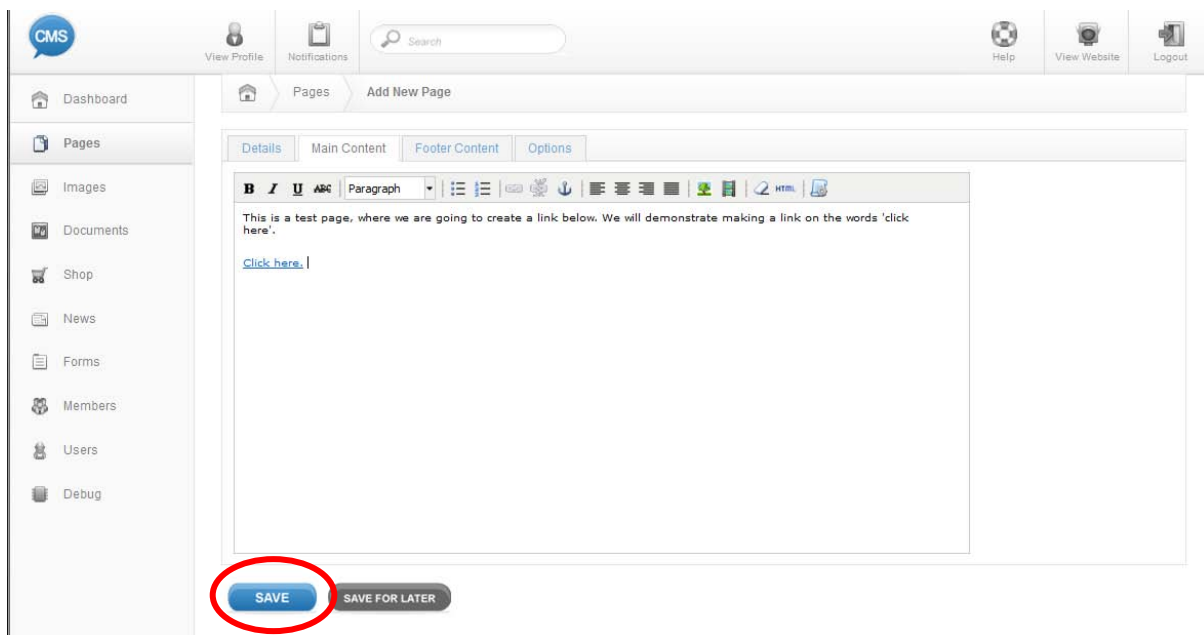 CMS
View Profile
Notifications
Search
Help
View Website
Logout
Dashboard
Pages
Images
Documents
Shop
News
Forms
Members
Users
Debug
Pages
Add New Page
Details
Main Content
Footer Content
Options
B I U ABC Paragraph HTML
This is a test page, where we are going to create a link below. We will demonstrate making a link on the words 'click
here'.
Click here.
SAVE
SAVE FOR LATER